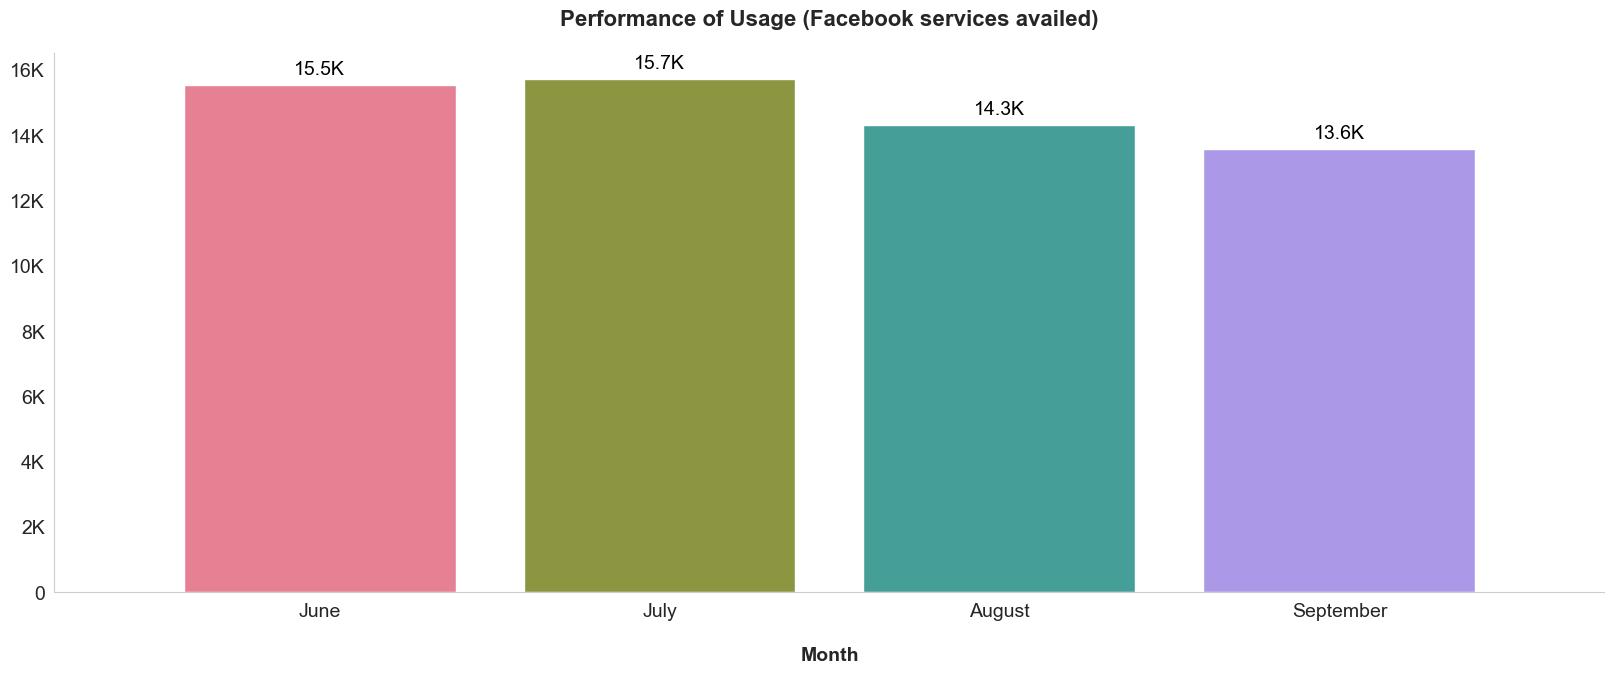 Performance of Usage (Facebook services availed)
16K
14K
12K
10K
8K
6K
4K
2K
0
15.5K
15.7K
14.3K
13.6K
June
July
August
September
Month